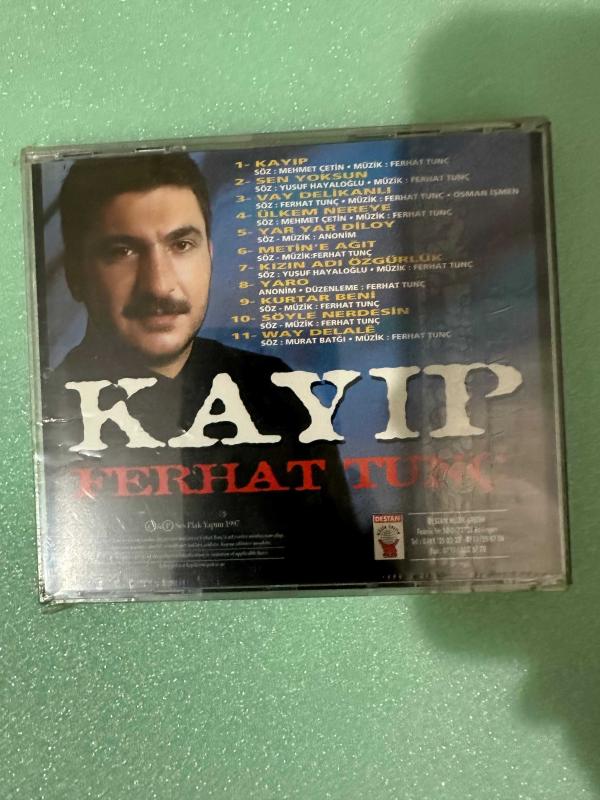 1- KAYIP
SÖZ : MEHMET ÇETİN • MÜZİK : FERHAT TUNÇ
2- SEN YOKSUN
SÖZ : YUSUF HAYALOĞLU • MÜZİK : FERHAT TUNÇ
3- VAY DELİKANLI
SÖZ : FERHAT TUNÇ • MÜZİK : FERHAT TUNÇ • OSMAN İŞMEN
4- ÜLKEM NEREYE
SÖZ : MEHMET ÇETİN • MÜZİK : FERHAT TUNÇ
5- YAR YAR DİLOY
SÖZ - MÜZİK : ANONİM
6- METİN'E AĞIT
SÖZ - MÜZİK:FERHAT TUNÇ
7- KIZIN ADI ÖZGÜRLÜK
SÖZ : YUSUF HAYALOĞLU • MÜZİK : FERHAT TUNÇ
8- YARO
ANONİM • DÜZENLEME : FERHAT TUNÇ
9- KURTAR BENİ
SÖZ - MÜZİK : FERHAT TUNÇ
10- SÖYLE NERDESİN
SÖZ - MÜZİK : FERHAT TUNÇ
11- WAY DELALÊ
SÖZ : MURAT BATGİ • MÜZİK : FERHAT TUNÇ
KAYIP
FERHAT TUNÇ
Ses Plak Yapım 1997
DESTAN
DESTAN MÜZİK